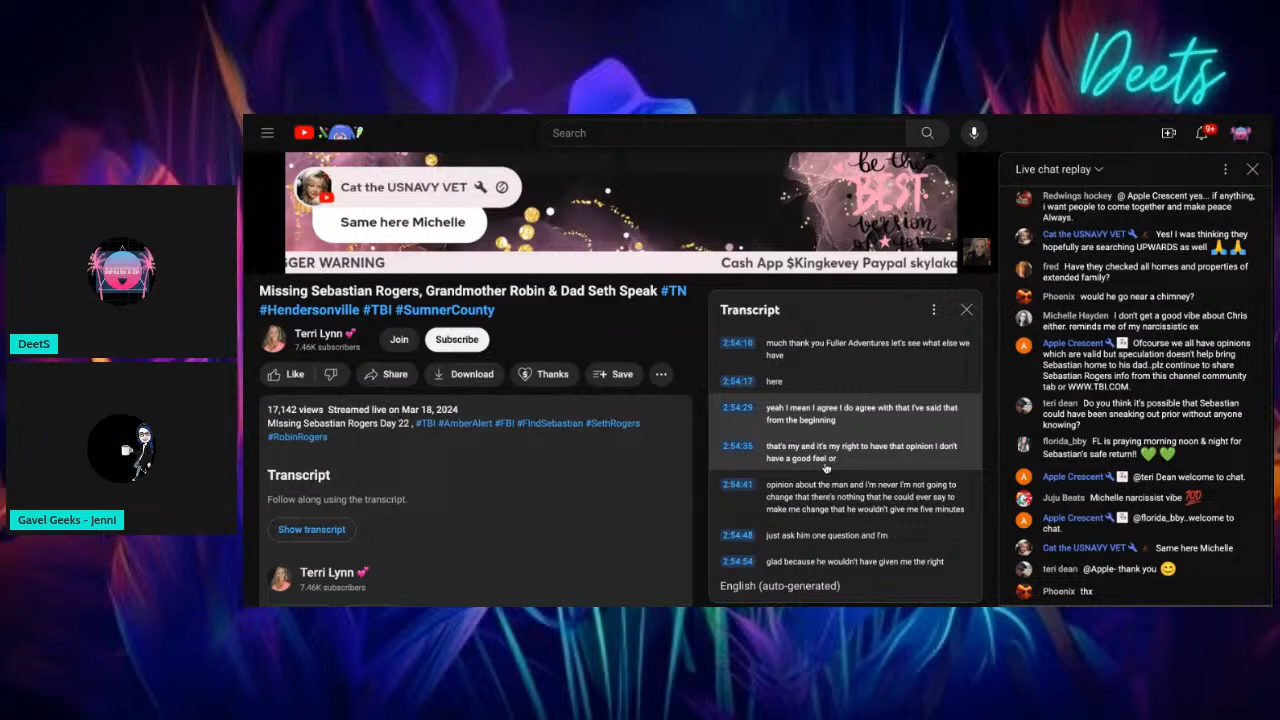 Deets
Search
9+
Cat the USNAVY VET
Same here Michelle
be the
BEST
version
of you
GGER WARNING
Cash App $Kingkevey Paypal skylaka
Missing Sebastian Rogers, Grandmother Robin & Dad Seth Speak #TN
#Hendersonville #TBI #SumnerCounty
Terri Lynn 💕
7.46K subscribers
Join
Subscribe
Like
Share
Download
Thanks
Save
17,142 views Streamed live on Mar 18, 2024
MIssing Sebastian Rogers Day 22 , #TBI #AmberAlert #FBI #FIndSebastian #SethRogers
#RobinRogers
Transcript
Follow along using the transcript.
Show transcript
Terri Lynn 💕
7.46K subscribers
Transcript
2:54:10 much thank you Fuller Adventures let's see what else we
have
2:54:17 here
2:54:29 yeah I mean I agree I do agree with that I've said that
from the beginning
2:54:35 that's my and it's my right to have that opinion I don't
have a good feel or
2:54:41 opinion about the man and I'm never I'm not going to
change that there's nothing that he could ever say to
make me change that he wouldn't give me five minutes
2:54:48 just ask him one question and I'm
2:54:54 glad because he wouldn't have given me the right
English (auto-generated)
Live chat replay
Redwings hockey @ Apple Crescent yes... if anything,
i want people to come together and make peace
Always.
Cat the USNAVY VET Yes! I was thinking they
hopefully are searching UPWARDS as well 🙏🙏
fred Have they checked all homes and properties of
extended family?
Phoenix would he go near a chimney?
Michelle Hayden I don't get a good vibe about Chris
either. reminds me of my narcissistic ex
Apple Crescent Ofcourse we all have opinions
which are valid but speculation doesn't help bring
Sebastian home to his dad..plz continue to share
Sebastian Rogers info from this channel community
tab or WWW.TBI.COM.
teri dean Do you think it's possible that Sebastian
could have been sneaking out prior without anyone
knowing?
florida_bby FL is praying morning noon & night for
Sebastian's safe return!! 💚💚
Apple Crescent @teri Dean welcome to chat.
Juju Beats Michelle narcissist vibe 💯
Apple Crescent @florida_bby..welcome to
chat.
Cat the USNAVY VET Same here Michelle
teri dean @Apple- thank you 😊
Phoenix thx
DEETS
DeetS
Gavel Geeks - Jenni